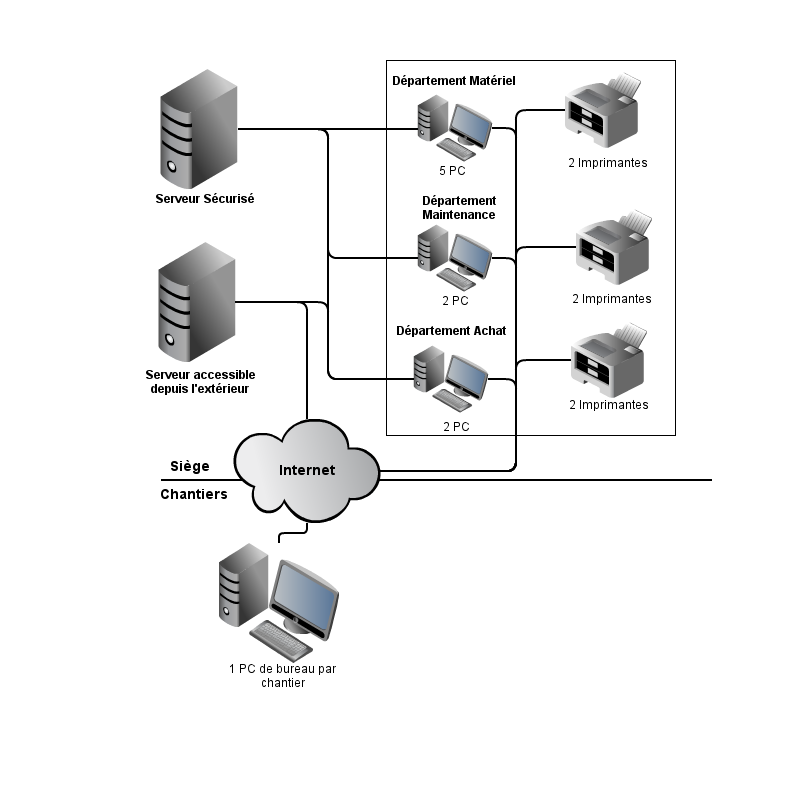 Département Matériel
5 PC
2 Imprimantes
Serveur Sécurisé
Département
Maintenance
2 PC
2 Imprimantes
Serveur accessible
depuis l'extérieur
Département Achat
2 PC
2 Imprimantes
Siège
Internet
Chantiers
1 PC de bureau par
chantier